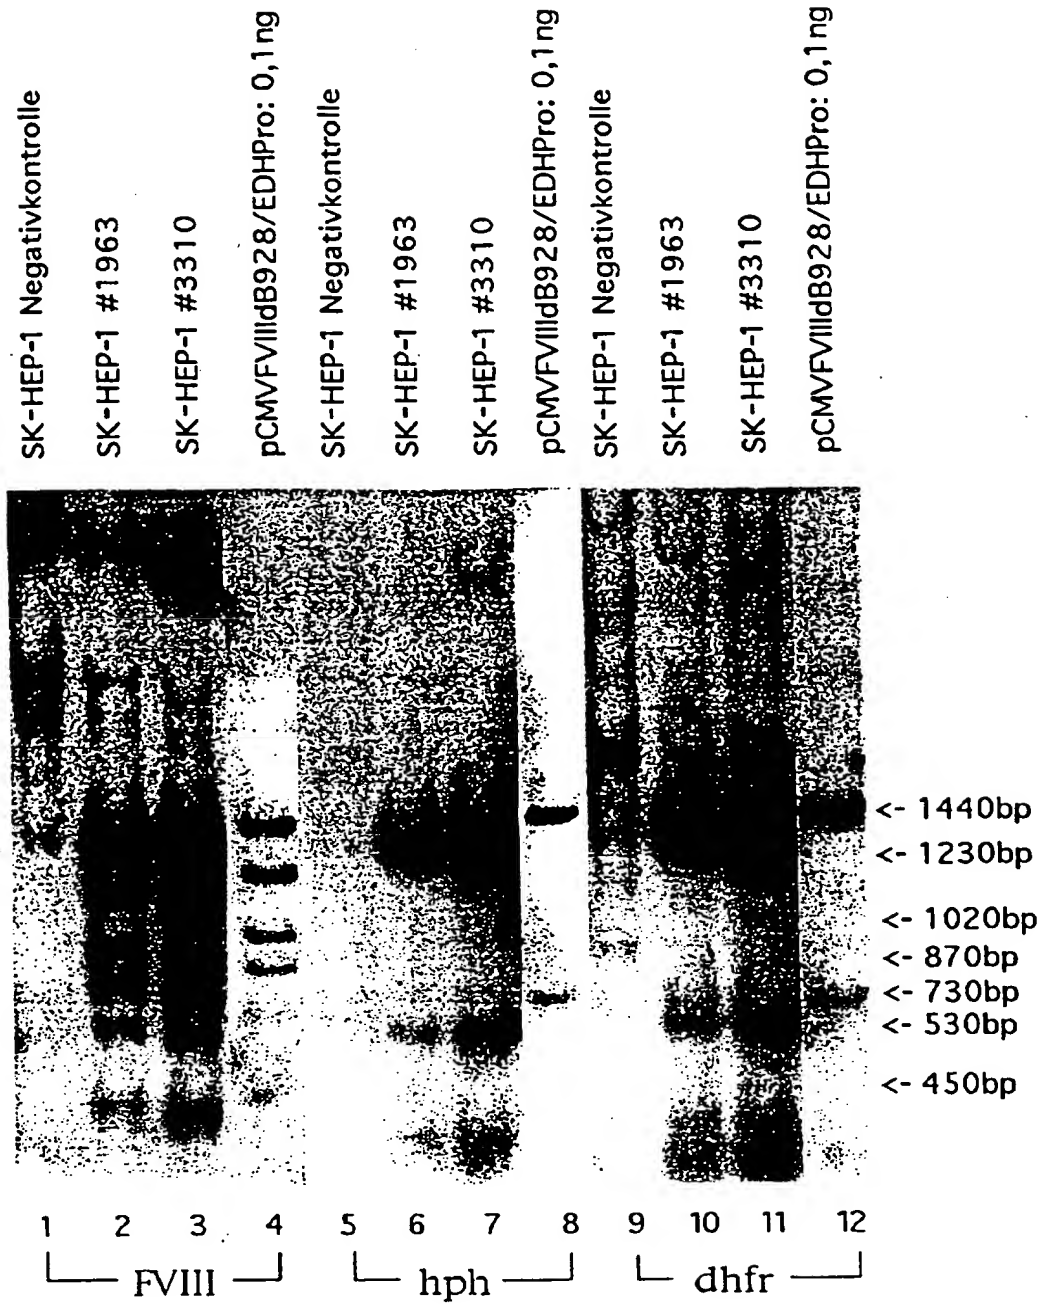 SK-HEP-1 Negativkontrolle
SK-HEP-1 #1963
SK-HEP-1 #3310
pCMVFVIIIdB928/EDHPro: 0,1ng
SK-HEP-1 Negativkontrolle
SK-HEP-1 #1963
SK-HEP-1 #3310
pCMVFVIIIdB928/EDHPro: 0,1ng
SK-HEP-1 Negativkontrolle
SK-HEP-1 #1963
SK-HEP-1 #3310
pCMVFVIIIdB928/EDHPro: 0,1ng
<- 1440bp
<- 1230bp
<- 1020bp
<- 870bp
<- 730bp
<- 530bp
<- 450bp
1 2 3 4 5 6 7 8 9 10 11 12
FVIII hph dhfr